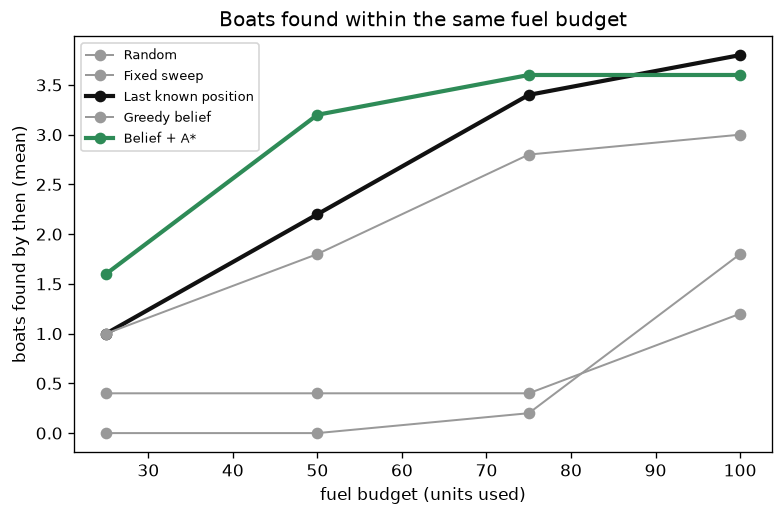 Boats found within the same fuel budget
Random
Fixed sweep
Last known position
Greedy belief
Belief + A*
boats found by then (mean)
3.5
3.0
2.5
2.0
1.5
1.0
0.5
0.0
30 40 50 60 70 80 90 100
fuel budget (units used)